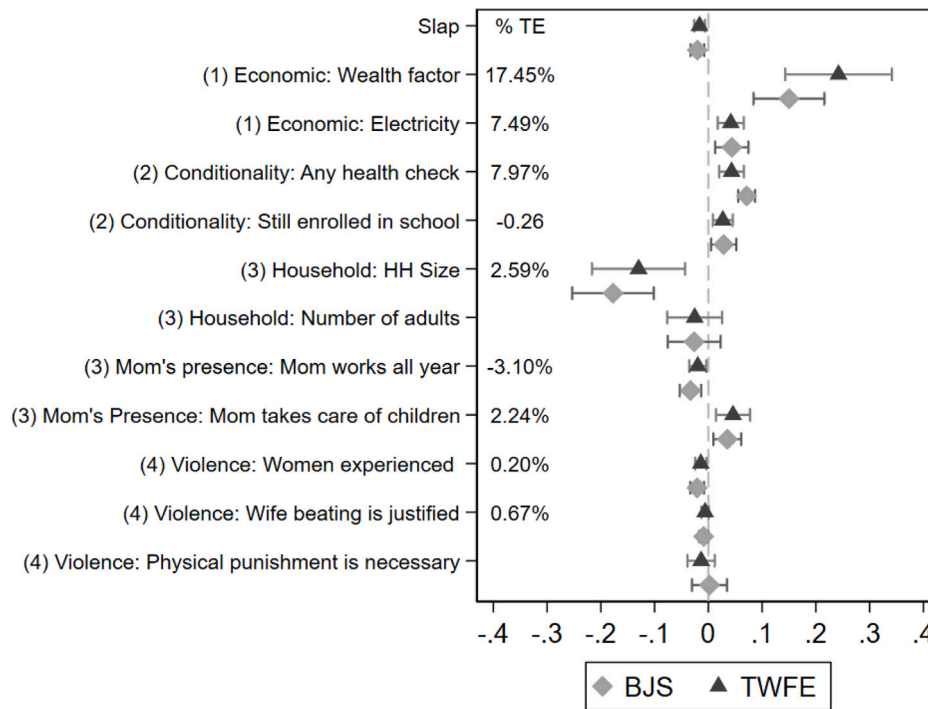 Slap % TE
(1) Economic: Wealth factor 17.45%
(1) Economic: Electricity 7.49%
(2) Conditionality: Any health check 7.97%
(2) Conditionality: Still enrolled in school -0.26
(3) Household: HH Size 2.59%
(3) Household: Number of adults
(3) Mom's presence: Mom works all year -3.10%
(3) Mom's Presence: Mom takes care of children 2.24%
(4) Violence: Women experienced 0.20%
(4) Violence: Wife beating is justified 0.67%
(4) Violence: Physical punishment is necessary
-.4 -.3 -.2 -.1 0 .1 .2 .3 .4
BJS TWFE